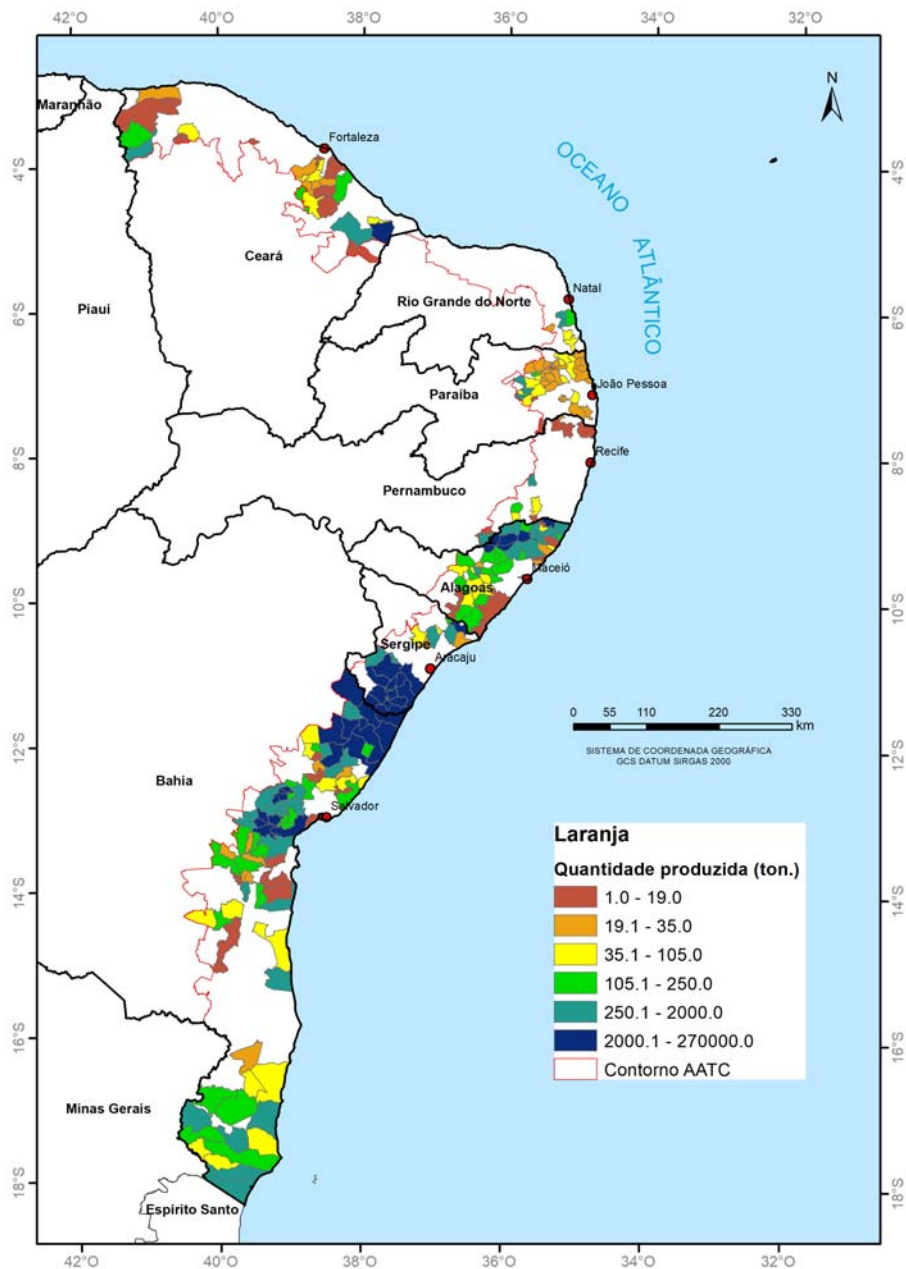 42°O 40°O 38°O 36°O 34°O 32°O
N
Maranhão
Fortaleza
OCEANO
ATLÂNTICO
4°S 4°S
Ceará
Natal
Rio Grande do Norte
Piauí
6°S 6°S
João Pessoa
Paraíba
Recife
8°S 8°S
Pernambuco
Maceió
Alagoas
10°S 10°S
Sergipe
Aracaju
0 55 110 220 330
km
SISTEMA DE COORDENADA GEOGRÁFICA
GCS DATUM SIRGAS 2000
12°S 12°S
Bahia
Salvador
Laranja
Quantidade produzida (ton.)
1.0 - 19.0
19.1 - 35.0
35.1 - 105.0
105.1 - 250.0
250.1 - 2000.0
2000.1 - 270000.0
Contorno AATC
14°S 14°S
16°S 16°S
Minas Gerais
18°S 18°S
Espírito Santo
42°O 40°O 38°O 36°O 34°O 32°O